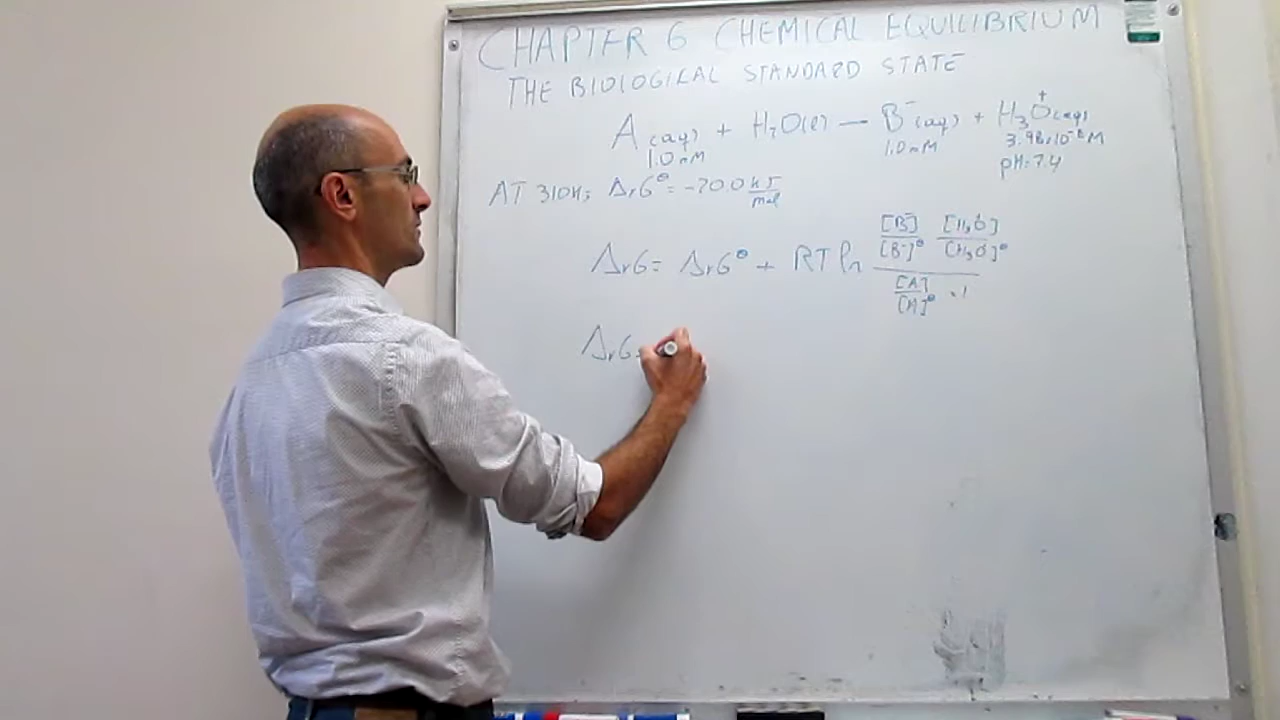 CHAPTER 6 CHEMICAL EQUILIBRIUM
THE BIOLOGICAL STANDARD STATE
A(aq) + H₂O(l) — B⁻(aq) + H₃O⁺(aq)
1.0 mM 1.0 mM 3.98x10⁻⁸ M
pH=7.4
AT 310K, ΔrG° = -20.0 kJ/mol
ΔrG = ΔrG° + RT ln [B⁻]/[B⁻]° [H₃O⁺]/[H₃O⁺]° / [A]/[A]° · 1
ΔrG =